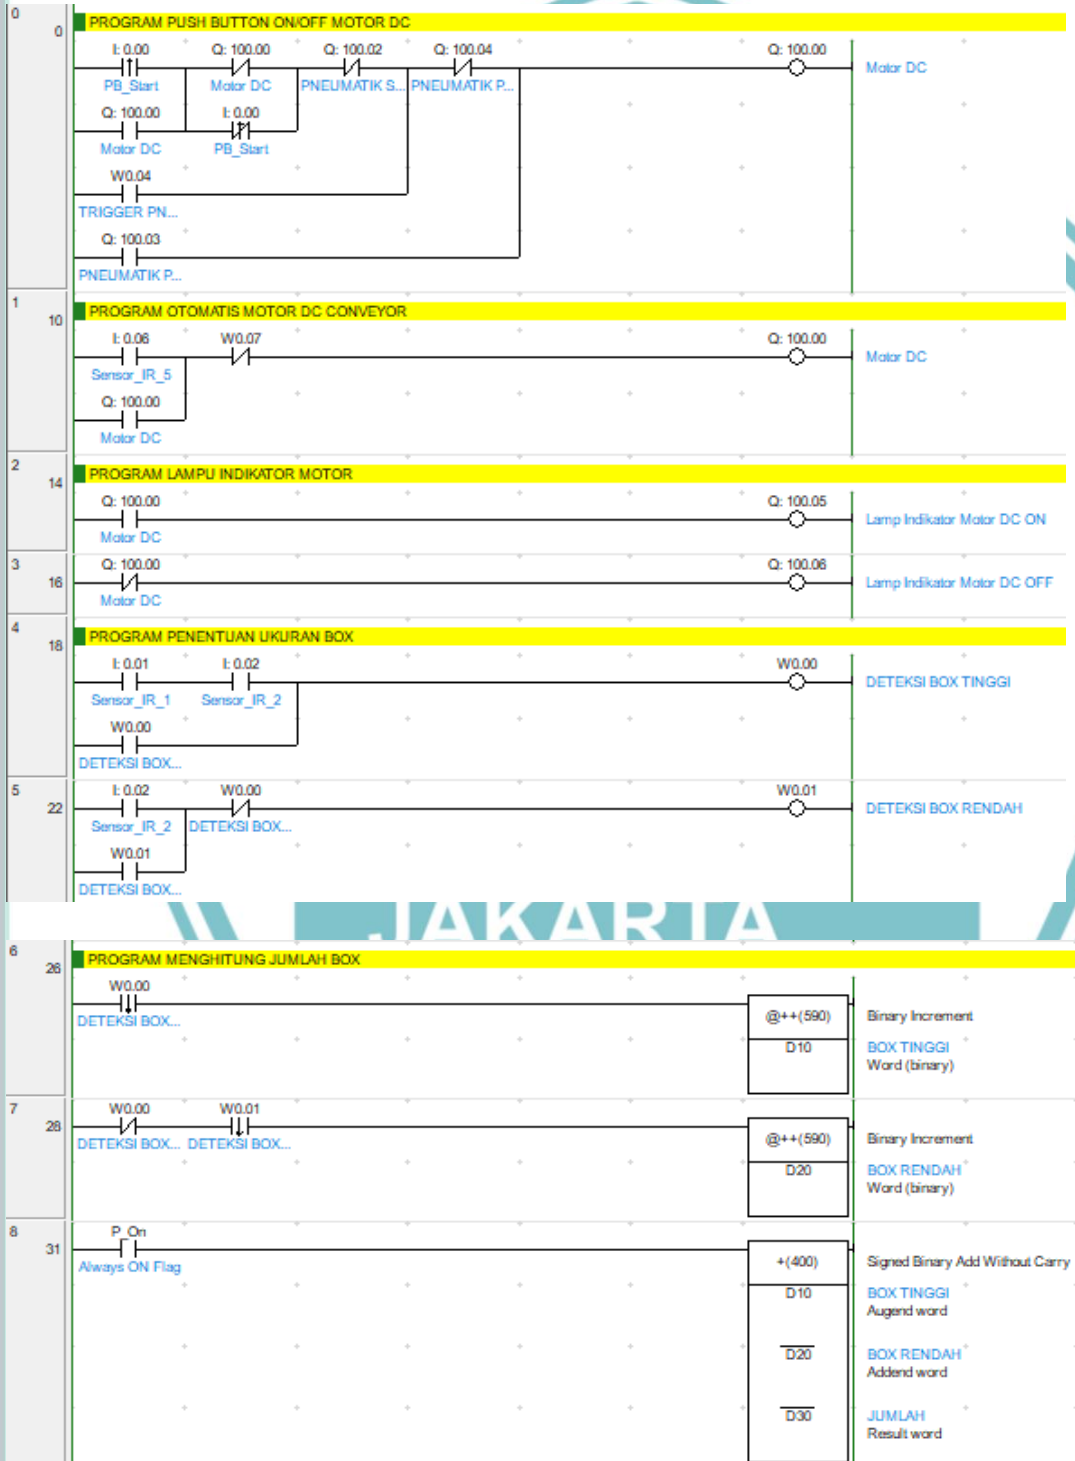 0
0
PROGRAM PUSH BUTTON ON/OFF MOTOR DC
I: 0.00 Q: 100.00 Q: 100.02 Q: 100.04 Q: 100.00
PB_Start Motor DC PNEUMATIK S... PNEUMATIK P... Motor DC
Q: 100.00 I: 0.00
Motor DC PB_Start
W0.04
TRIGGER PN...
Q: 100.03
PNEUMATIK P...
1
10
PROGRAM OTOMATIS MOTOR DC CONVEYOR
I: 0.06 W0.07 Q: 100.00
Sensor_IR_5 Motor DC
Q: 100.00
Motor DC
2
14
PROGRAM LAMPU INDIKATOR MOTOR
Q: 100.00 Q: 100.05
Motor DC Lamp Indikator Motor DC ON
3
16
Q: 100.00 Q: 100.06
Motor DC Lamp Indikator Motor DC OFF
4
18
PROGRAM PENENTUAN UKURAN BOX
I: 0.01 I: 0.02 W0.00
Sensor_IR_1 Sensor_IR_2 DETEKSI BOX TINGGI
W0.00
DETEKSI BOX...
5
22
I: 0.02 W0.00 W0.01
Sensor_IR_2 DETEKSI BOX... DETEKSI BOX RENDAH
W0.01
DETEKSI BOX...
JAKARTA
6
26
PROGRAM MENGHITUNG JUMLAH BOX
W0.00
DETEKSI BOX... @++(590) Binary Increment
D10 BOX TINGGI
Word (binary)
7
28
W0.00 W0.01
DETEKSI BOX... DETEKSI BOX... @++(590) Binary Increment
D20 BOX RENDAH
Word (binary)
8
31
P_On
Always ON Flag +(400) Signed Binary Add Without Carry
D10 BOX TINGGI
Augend word
D20 BOX RENDAH
Addend word
D30 JUMLAH
Result word